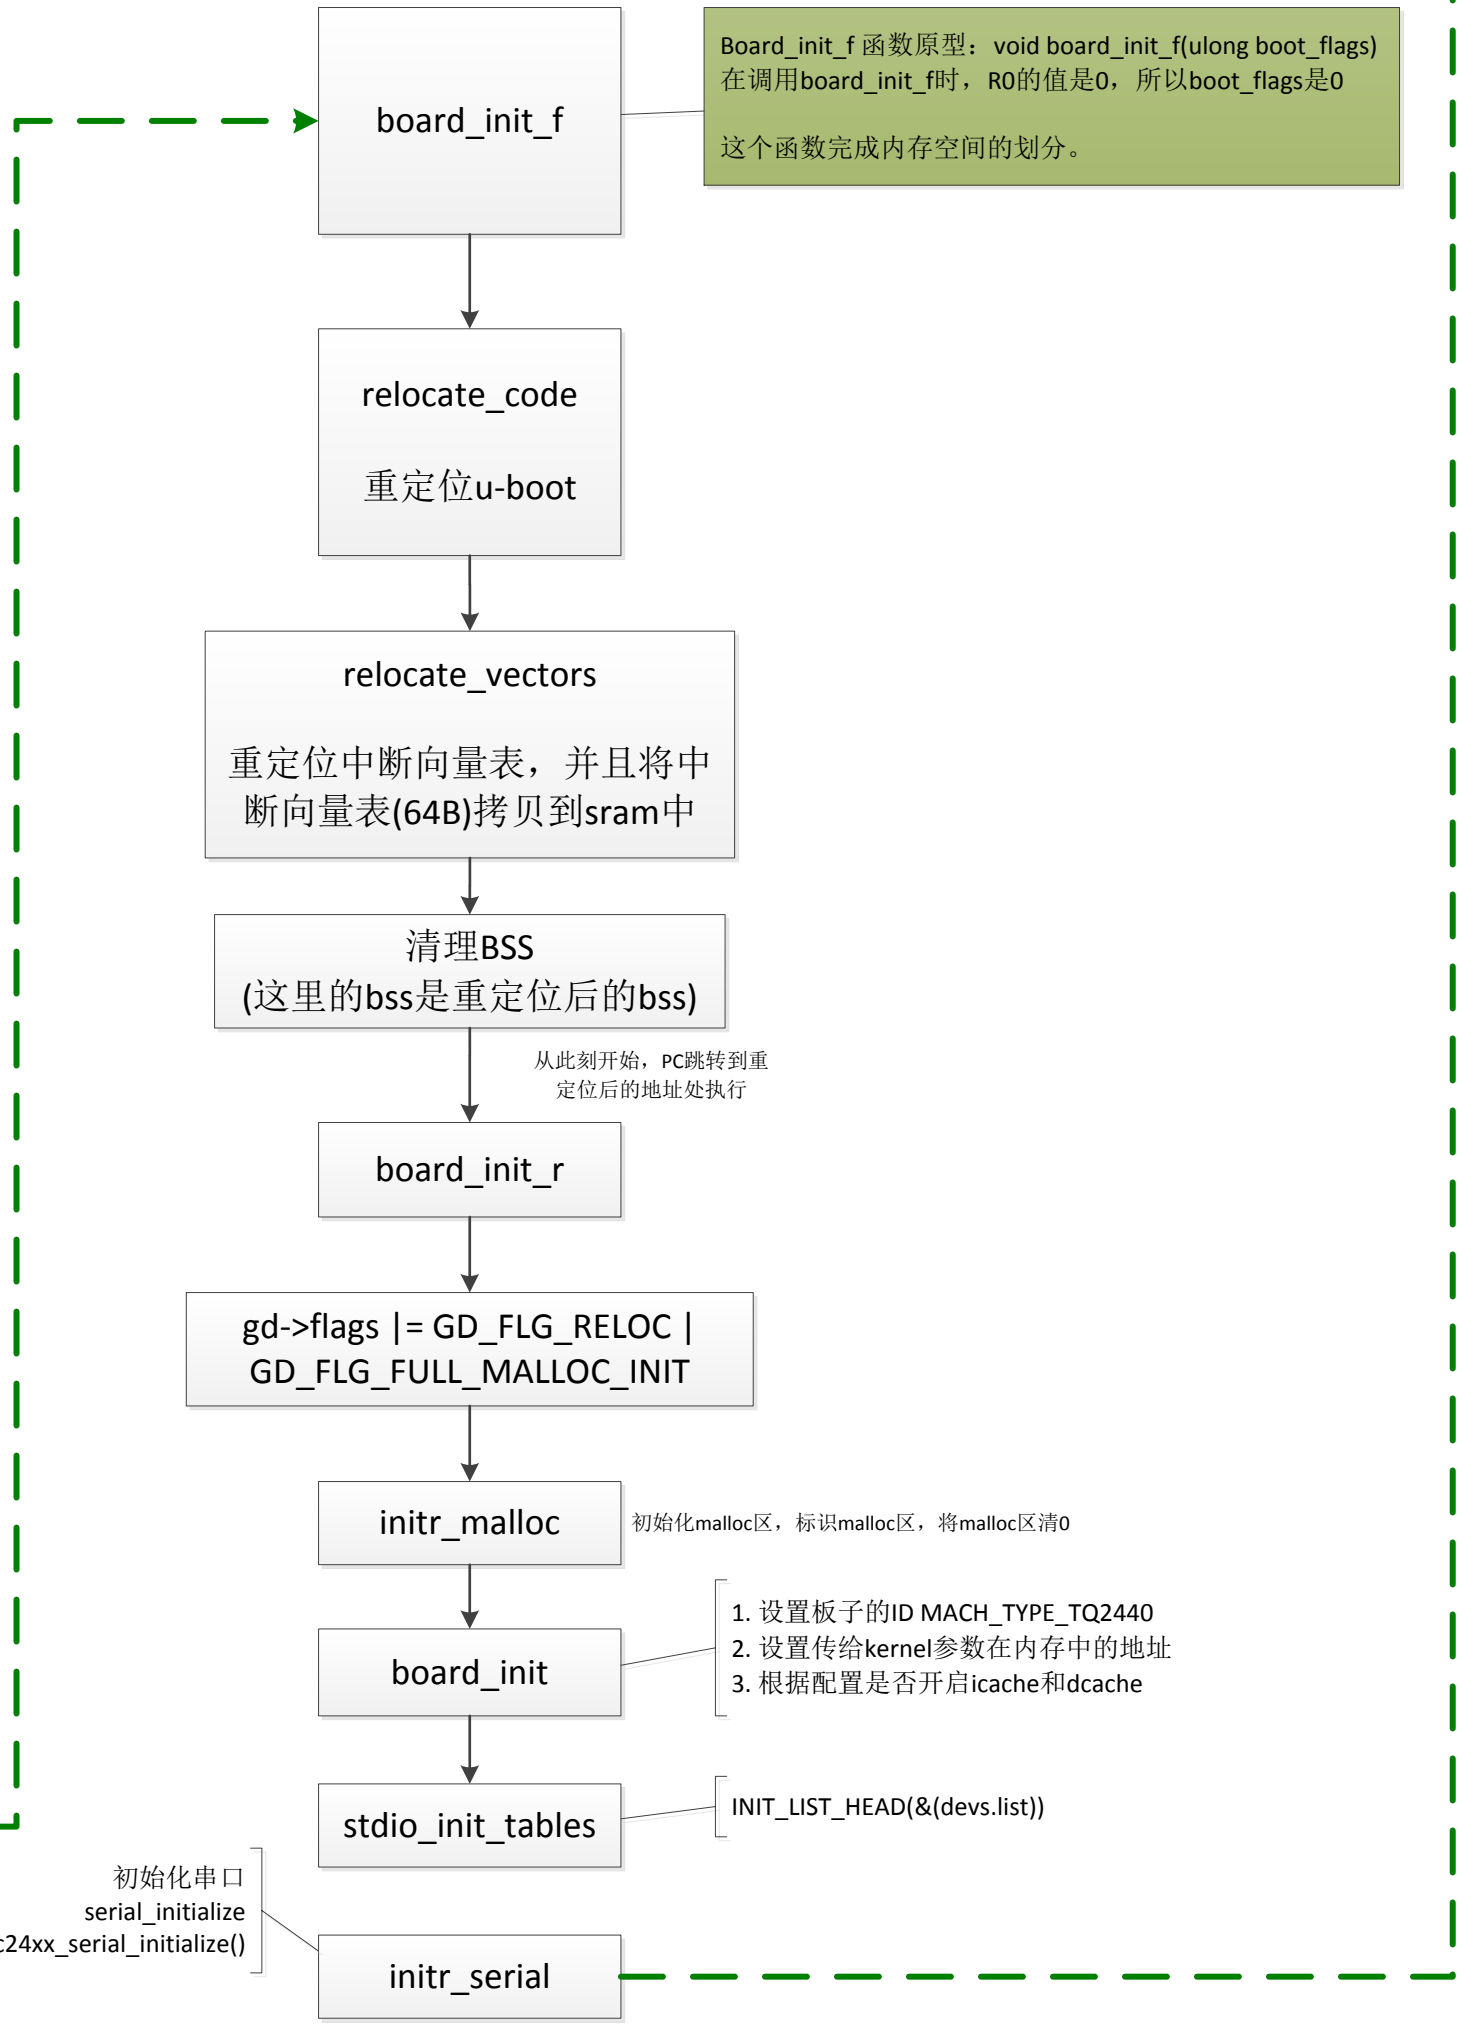 board_init_f
Board_init_f 函数原型：void board_init_f(ulong boot_flags)
在调用board_init_f时，R0的值是0，所以boot_flags是0
这个函数完成内存空间的划分。
relocate_code
重定位u-boot
relocate_vectors
重定位中断向量表，并且将中
断向量表(64B)拷贝到sram中
清理BSS
(这里的bss是重定位后的bss)
从此刻开始，PC跳转到重
定位后的地址处执行
board_init_r
gd->flags |= GD_FLG_RELOC |
GD_FLG_FULL_MALLOC_INIT
initr_malloc
初始化malloc区，标识malloc区，将malloc区清0
board_init
1. 设置板子的ID MACH_TYPE_TQ2440
2. 设置传给kernel参数在内存中的地址
3. 根据配置是否开启icache和dcache
stdio_init_tables
INIT_LIST_HEAD(&(devs.list))
初始化串口
serial_initialize
c24xx_serial_initialize()
initr_serial